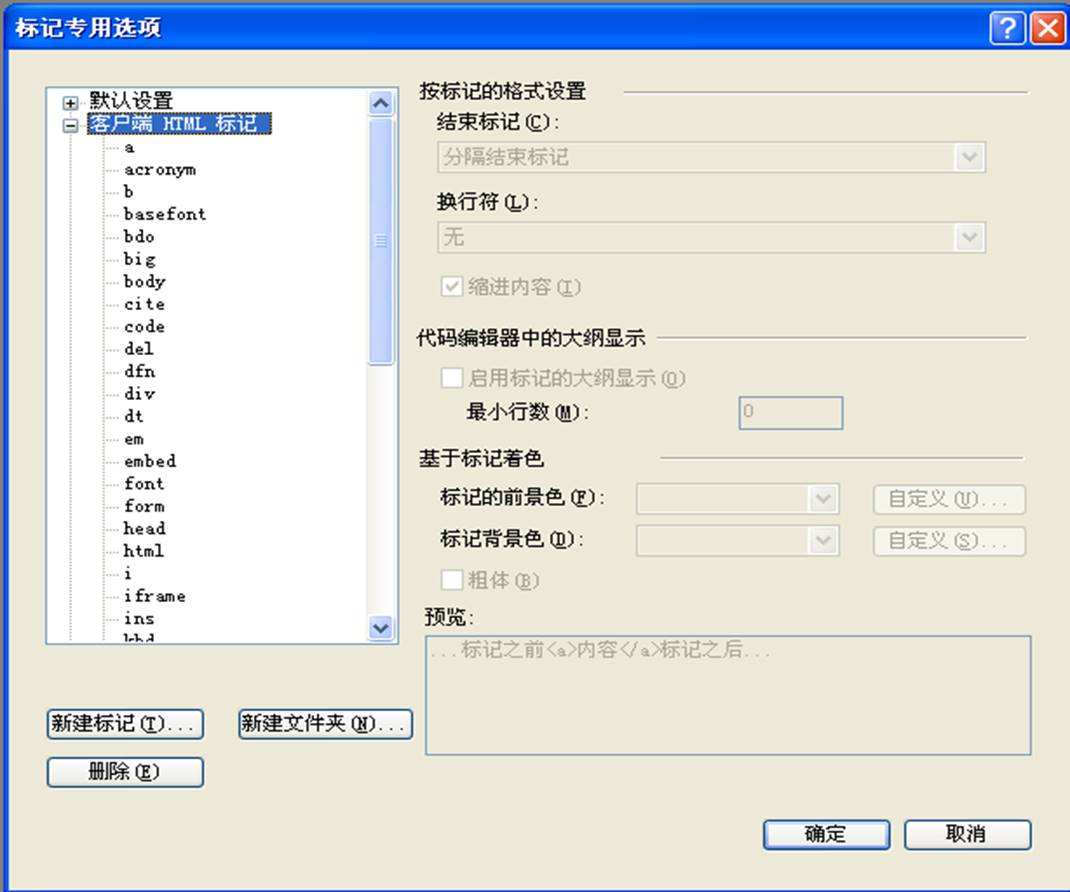 标记专用选项
默认设置
客户端 HTML 标记
a
acronym
b
basefont
bdo
big
body
cite
code
del
dfn
div
dt
em
embed
font
form
head
html
i
iframe
ins
kbd
新建标记(T)...
新建文件夹(N)...
删除(E)
按标记的格式设置
结束标记(C):
分隔结束标记
换行符(L):
无
缩进内容(I)
代码编辑器中的大纲显示
启用标记的大纲显示(O)
最小行数(M):
0
基于标记着色
标记的前景色(F):
自定义(U)...
标记背景色(D):
自定义(S)...
粗体(B)
预览:
...标记之前<a>内容</a>标记之后...
确定
取消